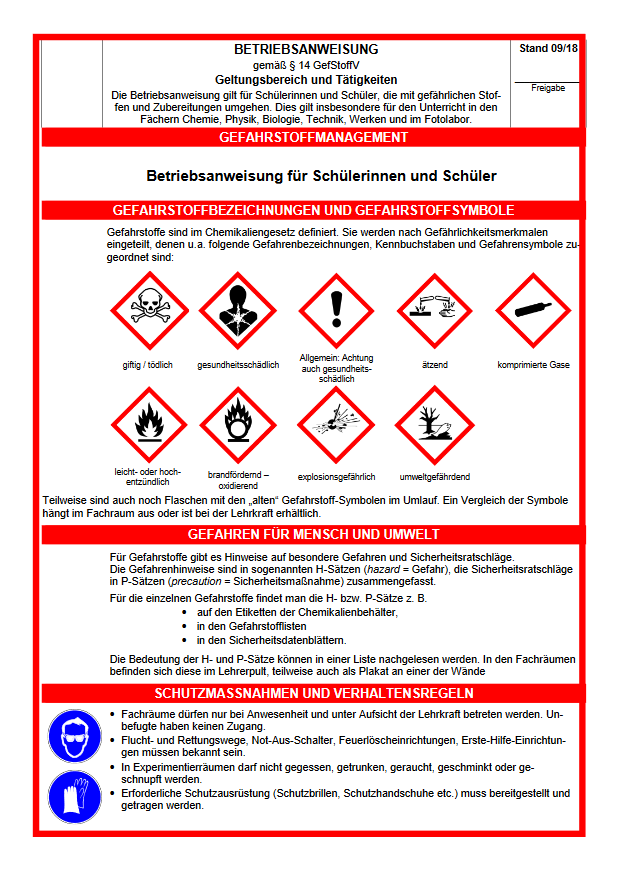 BETRIEBSANWEISUNG
gemäß § 14 GefStoffV
Geltungsbereich und Tätigkeiten
Die Betriebsanweisung gilt für Schülerinnen und Schüler, die mit gefährlichen Stof-
fen und Zubereitungen umgehen. Dies gilt insbesondere für den Unterricht in den
Fächern Chemie, Physik, Biologie, Technik, Werken und im Fotolabor.
Stand 09/18
Freigabe
GEFAHRSTOFFMANAGEMENT
Betriebsanweisung für Schülerinnen und Schüler
GEFAHRSTOFFBEZEICHNUNGEN UND GEFAHRSTOFFSYMBOLE
Gefahrstoffe sind im Chemikaliengesetz definiert. Sie werden nach Gefährlichkeitsmerkmalen
eingeteilt, denen u.a. folgende Gefahrenbezeichnungen, Kennbuchstaben und Gefahrensymbole zu-
geordnet sind:
giftig / tödlich
gesundheitsschädlich
Allgemein: Achtung
auch gesundheits-
schädlich
ätzend
komprimierte Gase
leicht- oder hoch-
entzündlich
brandfördernd –
oxidierend
explosionsgefährlich
umweltgefährdend
Teilweise sind auch noch Flaschen mit den „alten“ Gefahrstoff-Symbolen im Umlauf. Ein Vergleich der Symbole
hängt im Fachraum aus oder ist bei der Lehrkraft erhältlich.
GEFAHREN FÜR MENSCH UND UMWELT
Für Gefahrstoffe gibt es Hinweise auf besondere Gefahren und Sicherheitsratschläge.
Die Gefahrenhinweise sind in sogenannten H-Sätzen (hazard = Gefahr), die Sicherheitsratschläge
in P-Sätzen (precaution = Sicherheitsmaßnahme) zusammengefasst.
Für die einzelnen Gefahrstoffe findet man die H- bzw. P-Sätze z. B.
• auf den Etiketten der Chemikalienbehälter,
• in den Gefahrstofflisten
• in den Sicherheitsdatenblättern.
Die Bedeutung der H- und P-Sätze können in einer Liste nachgelesen werden. In den Fachräumen
befinden sich diese im Lehrerpult, teilweise auch als Plakat an einer der Wände
SCHUTZMASSNAHMEN UND VERHALTENSREGELN
• Fachräume dürfen nur bei Anwesenheit und unter Aufsicht der Lehrkraft betreten werden. Un-
befugte haben keinen Zugang.
• Flucht- und Rettungswege, Not-Aus-Schalter, Feuerlöscheinrichtungen, Erste-Hilfe-Einrichtun-
gen müssen bekannt sein.
• In Experimentierräumen darf nicht gegessen, getrunken, geraucht, geschminkt oder ge-
schnupft werden.
• Erforderliche Schutzausrüstung (Schutzbrillen, Schutzhandschuhe etc.) muss bereitgestellt und
getragen werden.